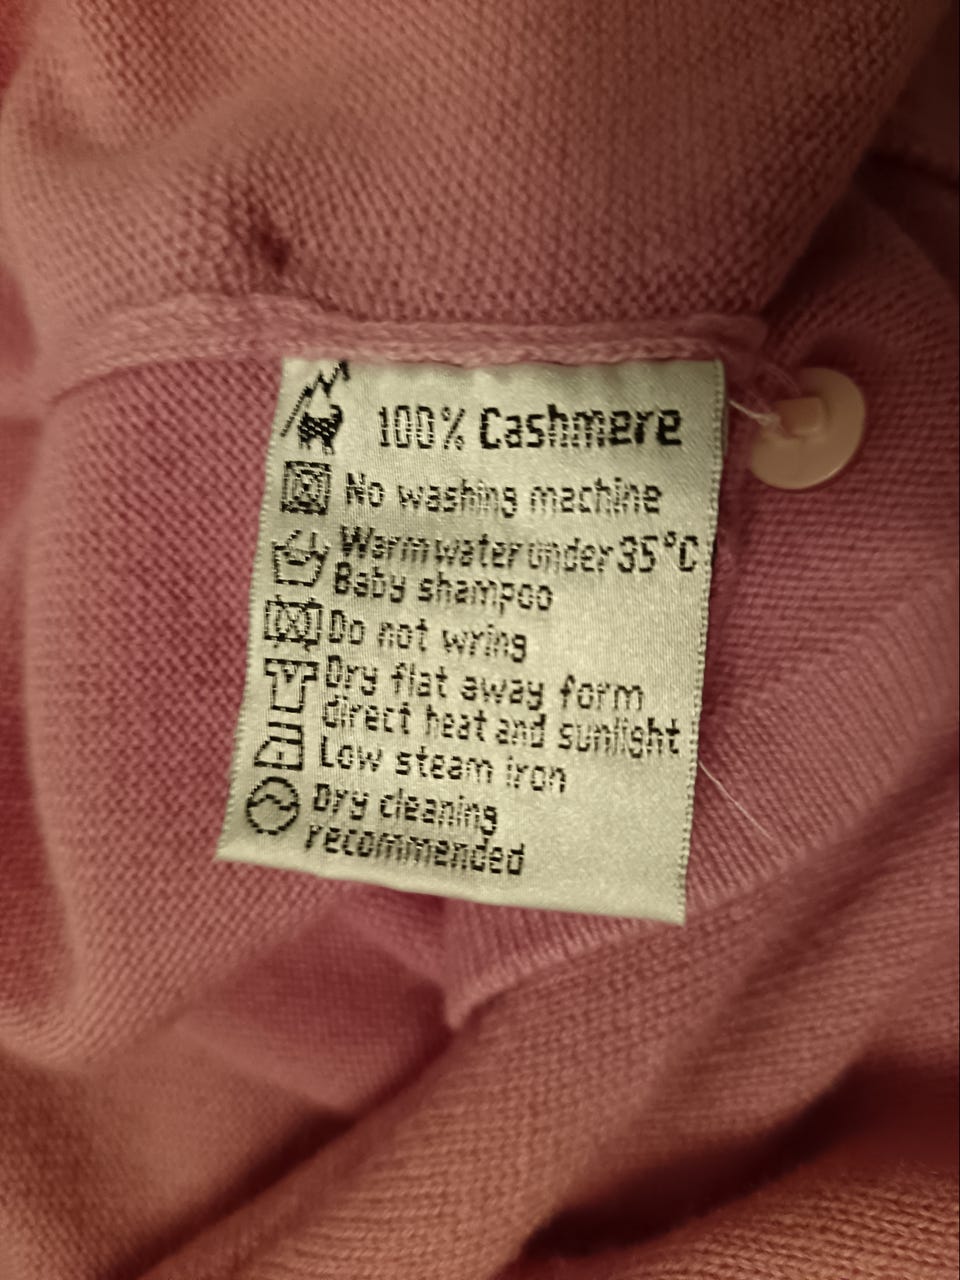 100% Cashmere
No washing machine
Warm water under 35°C
Baby shampoo
Do not wring
Dry flat away form
direct heat and sunlight
Low steam iron
Dry cleaning
recommended